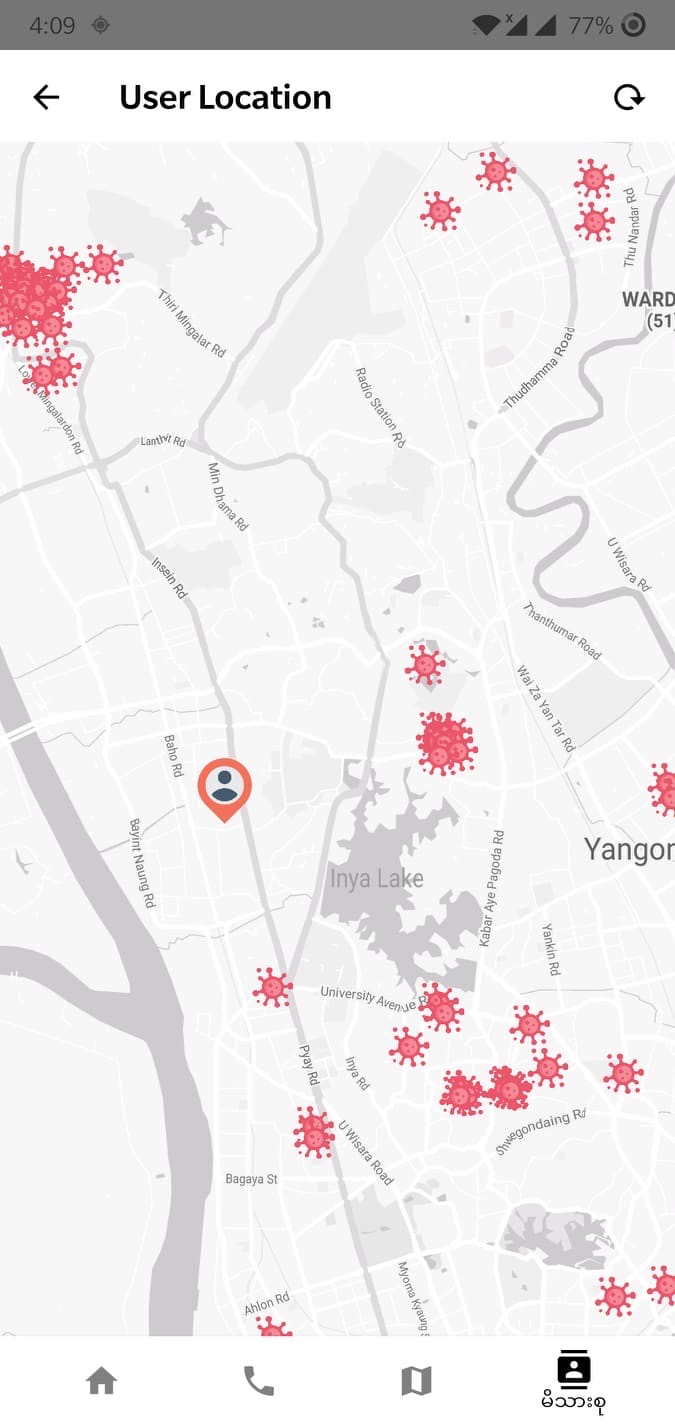 4:09
x
77%
User Location
Thu Nandar Rd
WARD
(51)
Thiri Mingalar Rd
Thudhamma Road
Radio Station Rd
Mingalardon Rd
Lanthit Rd
Min Dhama Rd
Insein Rd
U Wisara Rd
Thanthumar Road
Wai Za Yan Tar Rd
Baho Rd
Bayint Naung Rd
Inya Lake
Yangon
Kabar Aye Pagoda Rd
Yankin Rd
University Avenue R
Pyay Rd
Inya Rd
U Wisara Road
Shwegondaing Rd
Bagaya St
Ahlon Rd
Myoma Kyaung S
မိသားစု